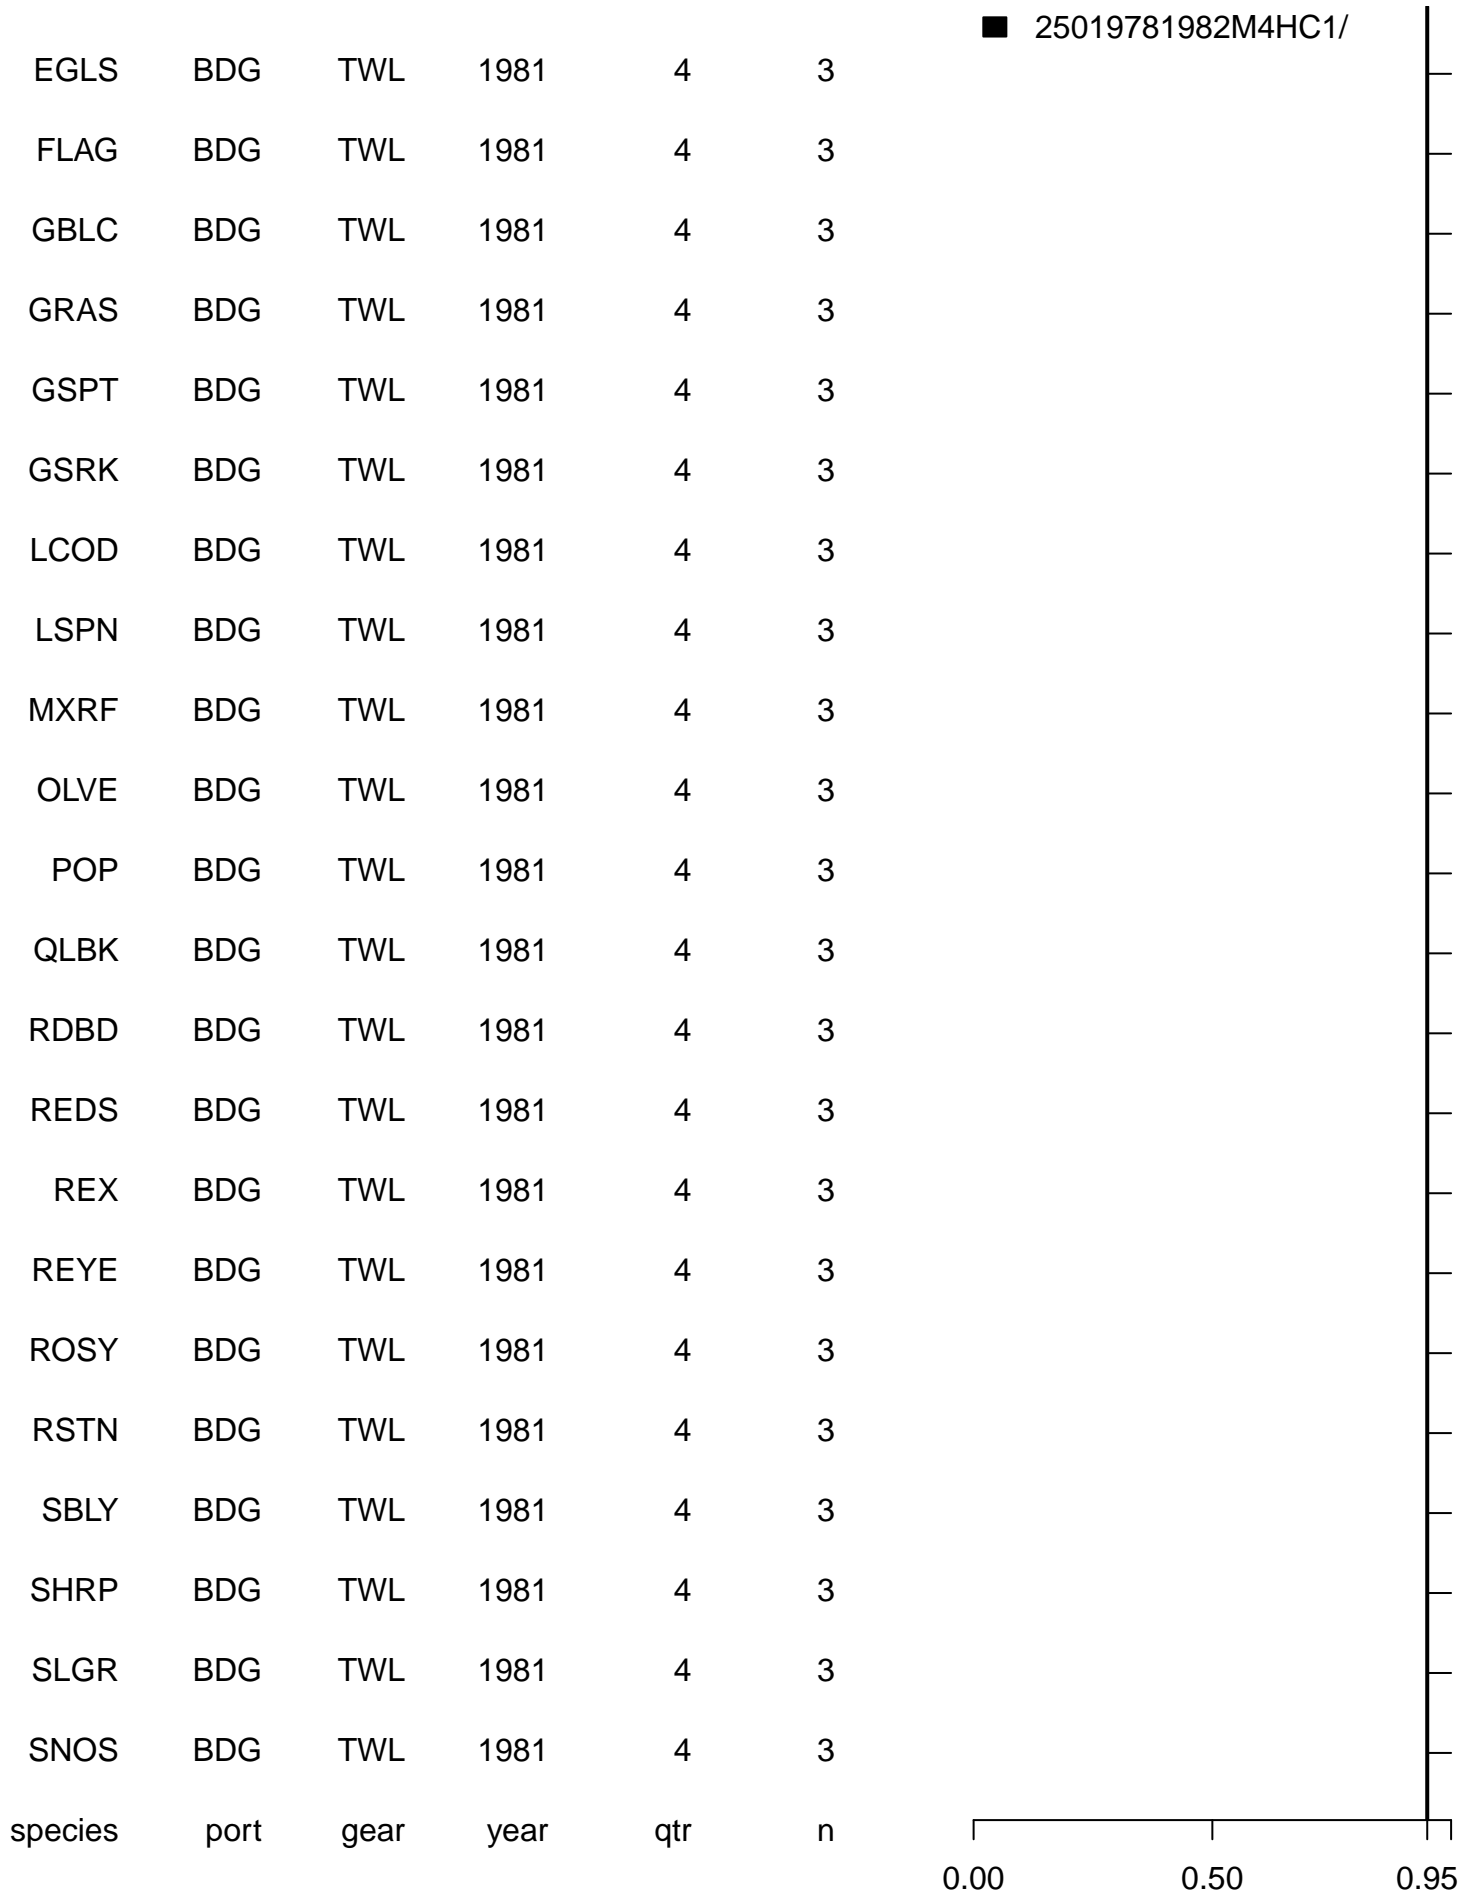 25019781982M4HC1/
EGLS BDG TWL 1981 4 3
FLAG BDG TWL 1981 4 3
GBLC BDG TWL 1981 4 3
GRAS BDG TWL 1981 4 3
GSPT BDG TWL 1981 4 3
GSRK BDG TWL 1981 4 3
LCOD BDG TWL 1981 4 3
LSPN BDG TWL 1981 4 3
MXRF BDG TWL 1981 4 3
OLVE BDG TWL 1981 4 3
POP BDG TWL 1981 4 3
QLBK BDG TWL 1981 4 3
RDBD BDG TWL 1981 4 3
REDS BDG TWL 1981 4 3
REX BDG TWL 1981 4 3
REYE BDG TWL 1981 4 3
ROSY BDG TWL 1981 4 3
RSTN BDG TWL 1981 4 3
SBLY BDG TWL 1981 4 3
SHRP BDG TWL 1981 4 3
SLGR BDG TWL 1981 4 3
SNOS BDG TWL 1981 4 3
species port gear year qtr n
0.00 0.50 0.95